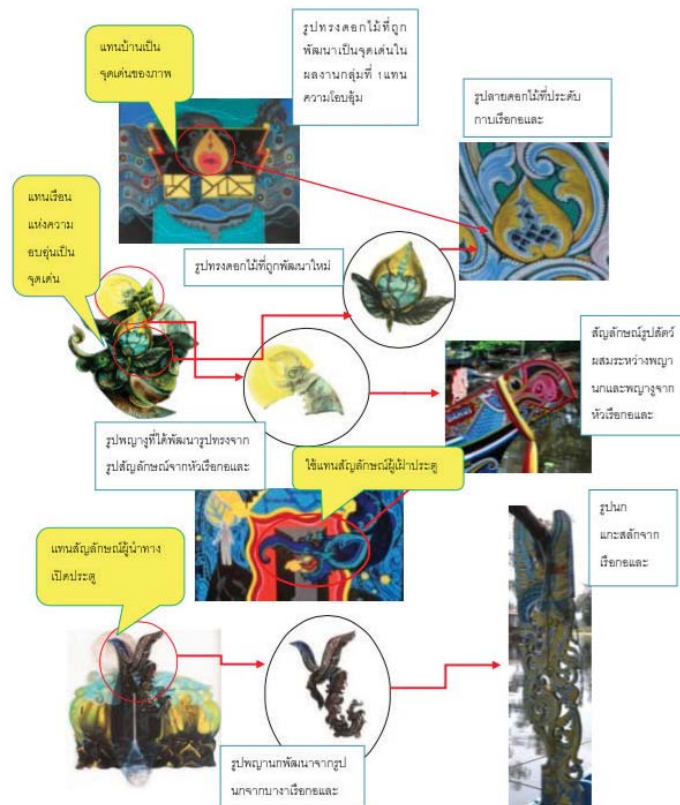 แทนบ้านเป็น
จุดเด่นของภาพ
รูปทรงดอกไม้ที่ถูก
พัฒนาเป็นจุดเด่นใน
ผลงานกลุ่มที่ 1แทน
ความโอบอุ้ม
รูปลายดอกไม้ที่ประดับ
กาบเรือกอและ
แทนเรือน
แห่งความ
อบอุ่นเป็น
จุดเด่น
รูปทรงดอกไม้ที่ถูกพัฒนาใหม่
สัญลักษณ์รูปสัตว์
ผสมระหว่างพญา
นกและพญางูจาก
หัวเรือกอและ
รูปพญางูที่ได้พัฒนารูปทรงจาก
รูปสัญลักษณ์จากหัวเรือกอและ
ใช้แทนสัญลักษณ์ผู้เฝ้าประตู
รูปนก
แกะสลักจาก
เรือกอและ
แทนสัญลักษณ์ผู้นำทาง
เปิดประตู
รูปพญานกพัฒนาจากรูป
นกจากบางาเรือกอและ